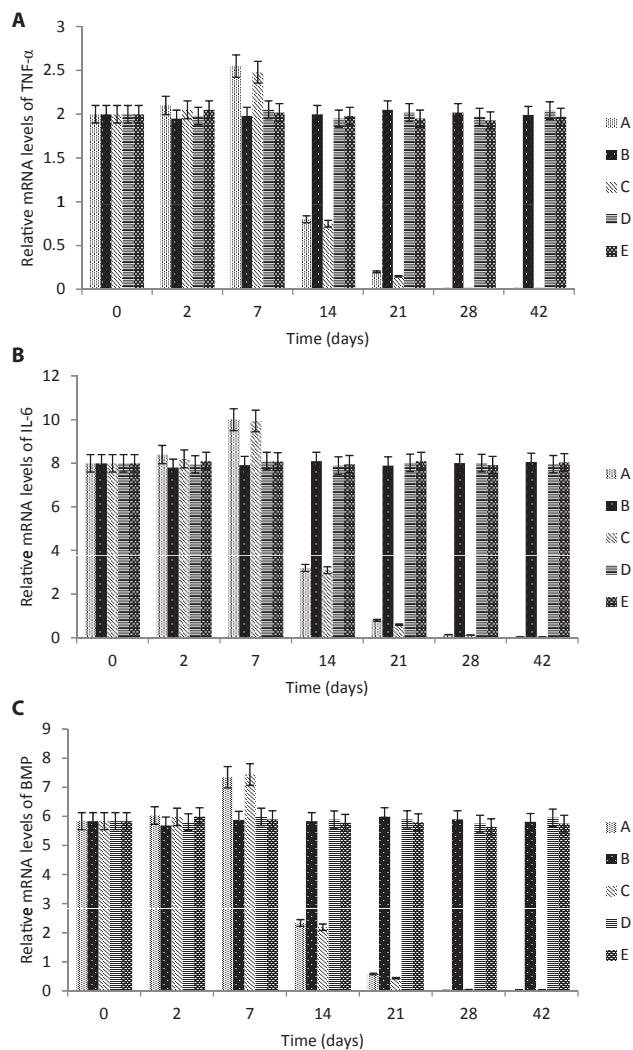 A
Relative mRNA levels of TNF-α
3
2.5
2
1.5
1
0.5
0
0 2 7 14 21 28 42
Time (days)
A
B
C
D
E
B
Relative mRNA levels of IL-6
12
10
8
6
4
2
0
0 2 7 14 21 28 42
Time (days)
A
B
C
D
E
C
Relative mRNA levels of BMP
9
8
7
6
5
4
3
2
1
0
0 2 7 14 21 28 42
Time (days)
A
B
C
D
E